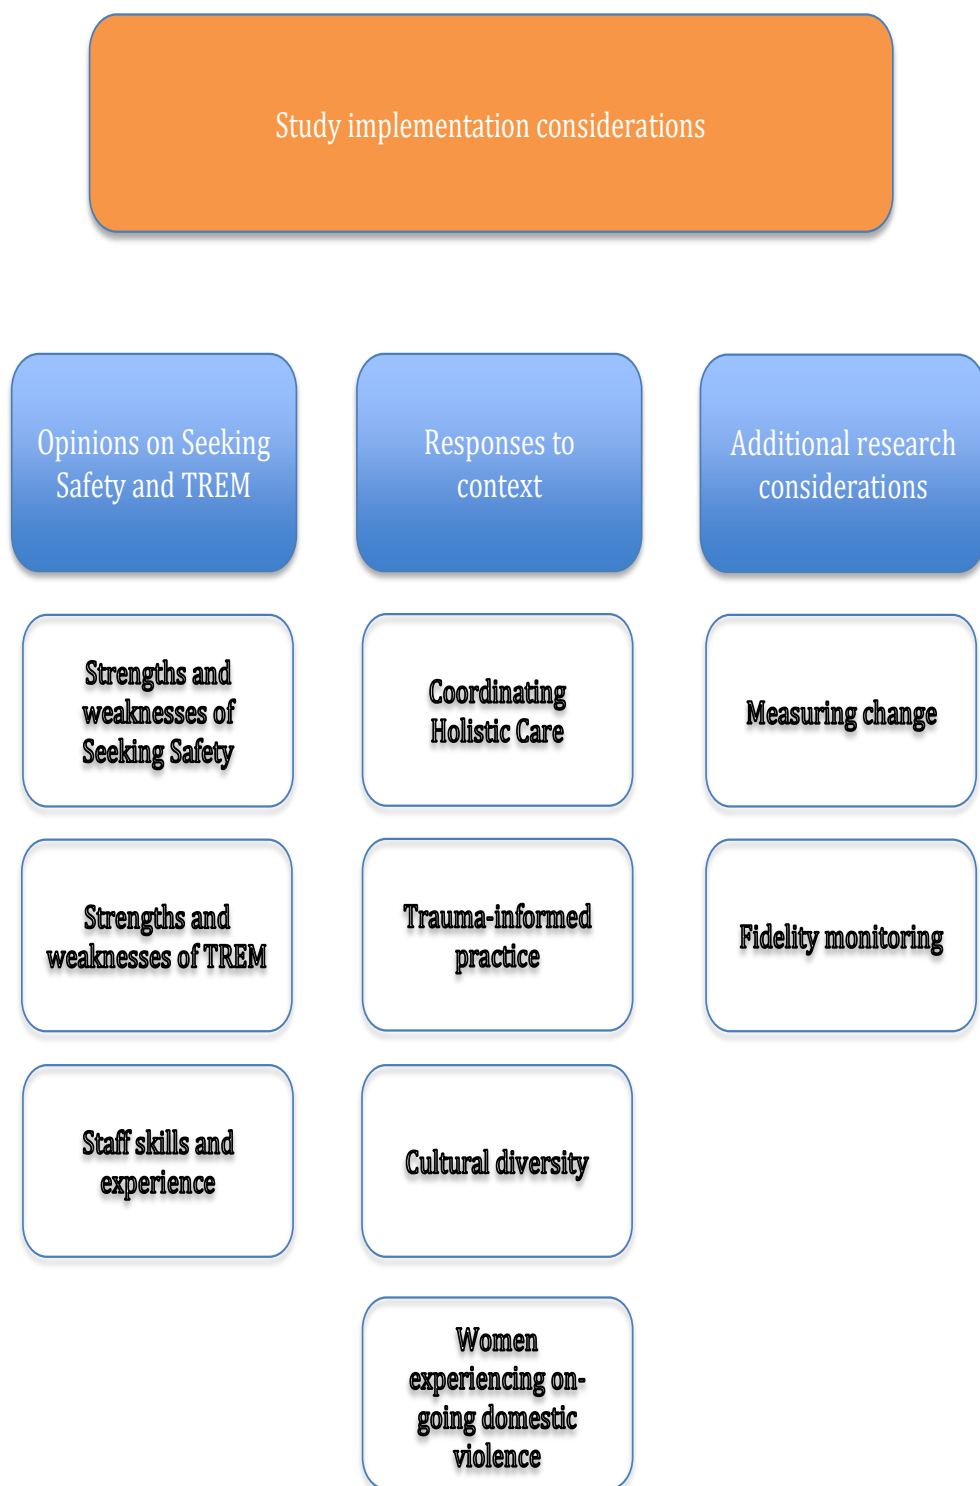 Study implementation considerations
Opinions on Seeking
Safety and TREM
Strengths and
weaknesses of
Seeking Safety
Strengths and
weaknesses of TREM
Staff skills and
experience
Responses to
context
Coordinating
Holistic Care
Trauma-informed
practice
Cultural diversity
Women
experiencing on-
going domestic
violence
Additional research
considerations
Measuring change
Fidelity monitoring